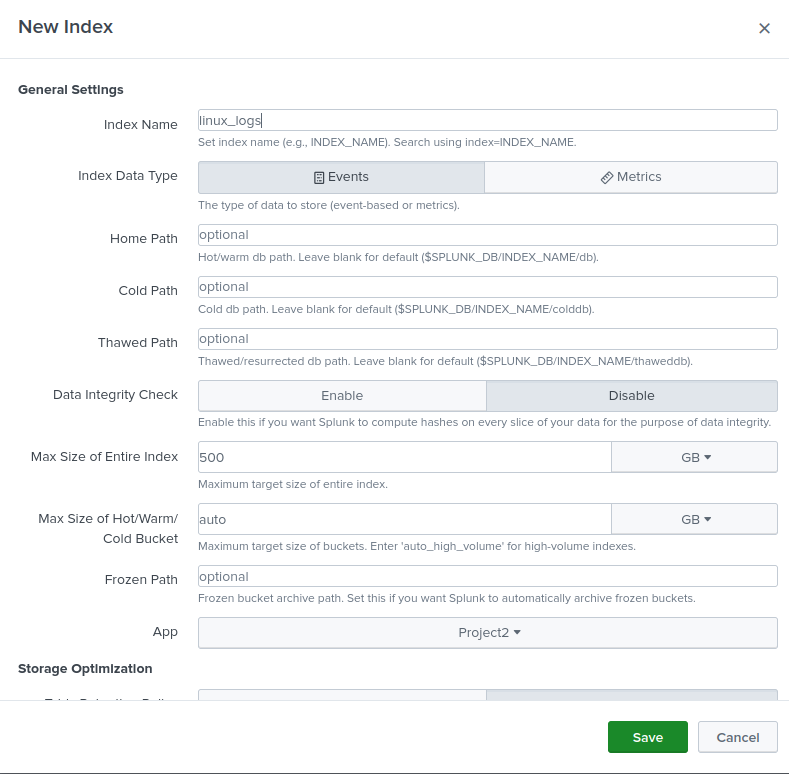 New Index
General Settings
Index Name
linux_logs
Set index name (e.g., INDEX_NAME). Search using index=INDEX_NAME.
Index Data Type
Events
Metrics
The type of data to store (event-based or metrics).
Home Path
optional
Hot/warm db path. Leave blank for default ($SPLUNK_DB/INDEX_NAME/db).
Cold Path
optional
Cold db path. Leave blank for default ($SPLUNK_DB/INDEX_NAME/colddb).
Thawed Path
optional
Thawed/resurrected db path. Leave blank for default ($SPLUNK_DB/INDEX_NAME/thaweddb).
Data Integrity Check
Enable
Disable
Enable this if you want Splunk to compute hashes on every slice of your data for the purpose of data integrity.
Max Size of Entire Index
500
GB
Maximum target size of entire index.
Max Size of Hot/Warm/
Cold Bucket
auto
GB
Maximum target size of buckets. Enter 'auto_high_volume' for high-volume indexes.
Frozen Path
optional
Frozen bucket archive path. Set this if you want Splunk to automatically archive frozen buckets.
App
Project2
Storage Optimization
Save
Cancel